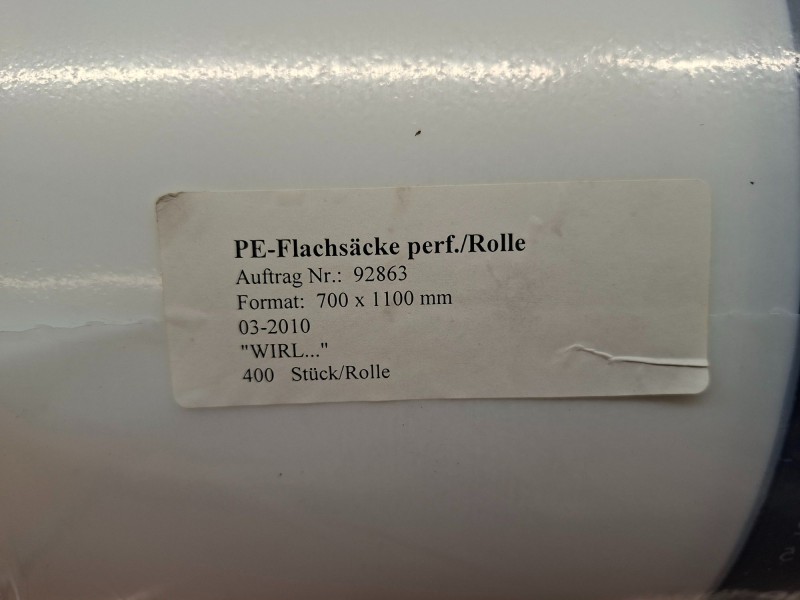 PE-Flachsäcke perf./Rolle
Auftrag Nr.: 92863
Format: 700 x 1100 mm
03-2010
"WIRL..."
400 Stück/Rolle